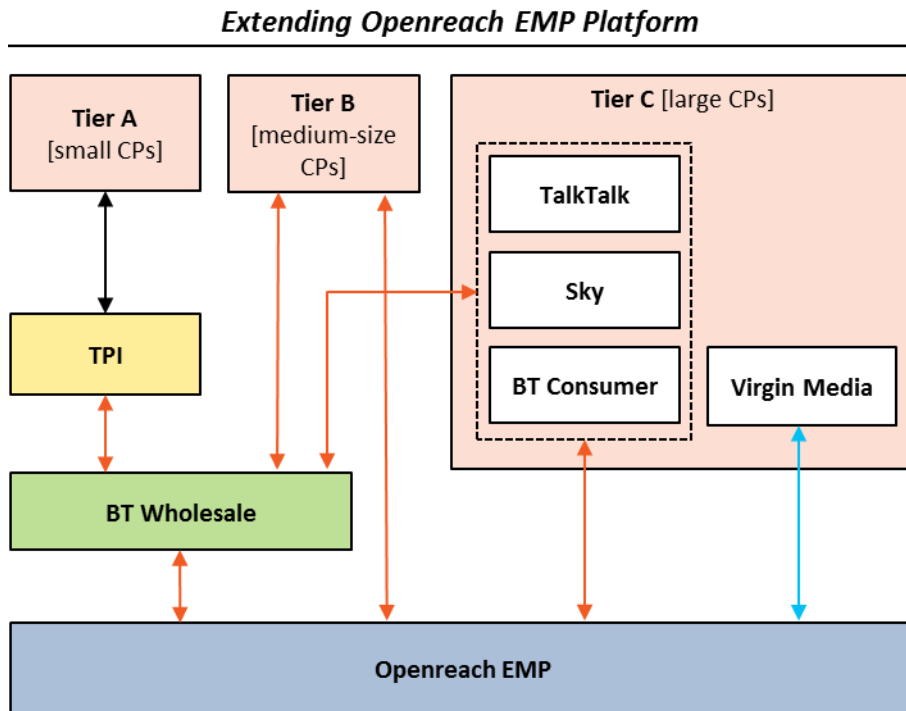 Extending Openreach EMP Platform
Tier A
[small CPs]
Tier B
[medium-size
CPs]
Tier C [large CPs]
TalkTalk
Sky
BT Consumer
Virgin Media
TPI
BT Wholesale
Openreach EMP